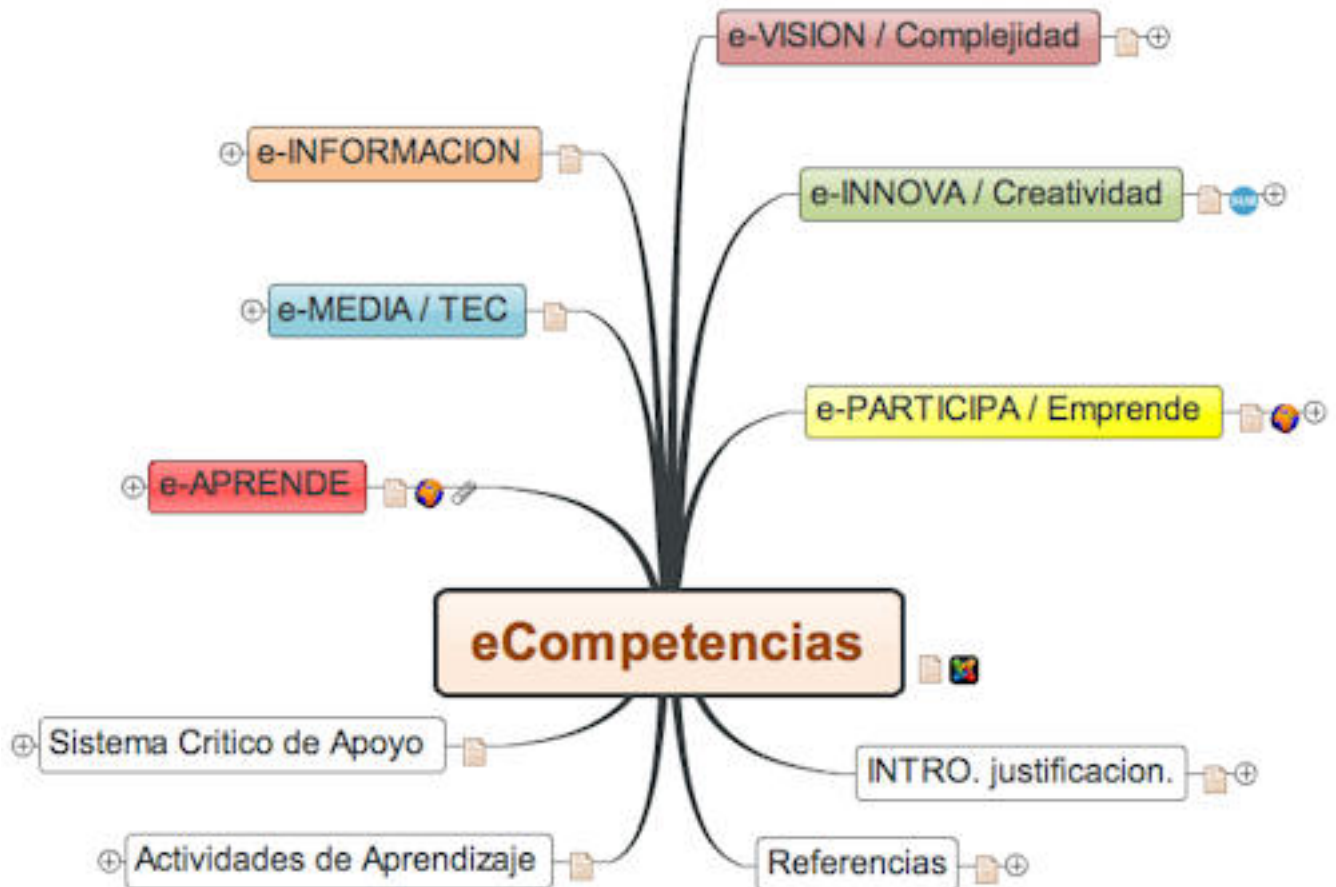 e-VISION / Complejidad
e-INFORMACION
e-INNOVA / Creatividad
e-MEDIA / TEC
e-PARTICIPA / Emprende
e-APRENDE
eCompetencias
Sistema Critico de Apoyo
INTRO. justificacion.
Actividades de Aprendizaje
Referencias